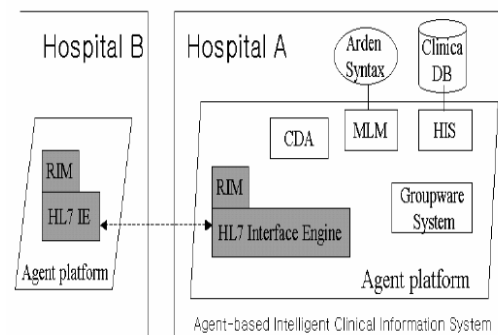 Hospital B
Hospital A
Arden
Syntax
Clinica
DB
CDA
MLM
HIS
RIM
HL7 IE
RIM
HL7 Interface Engine
Groupware
System
Agent platform
Agent platform
Agent-based Intelligent Clinical Information System